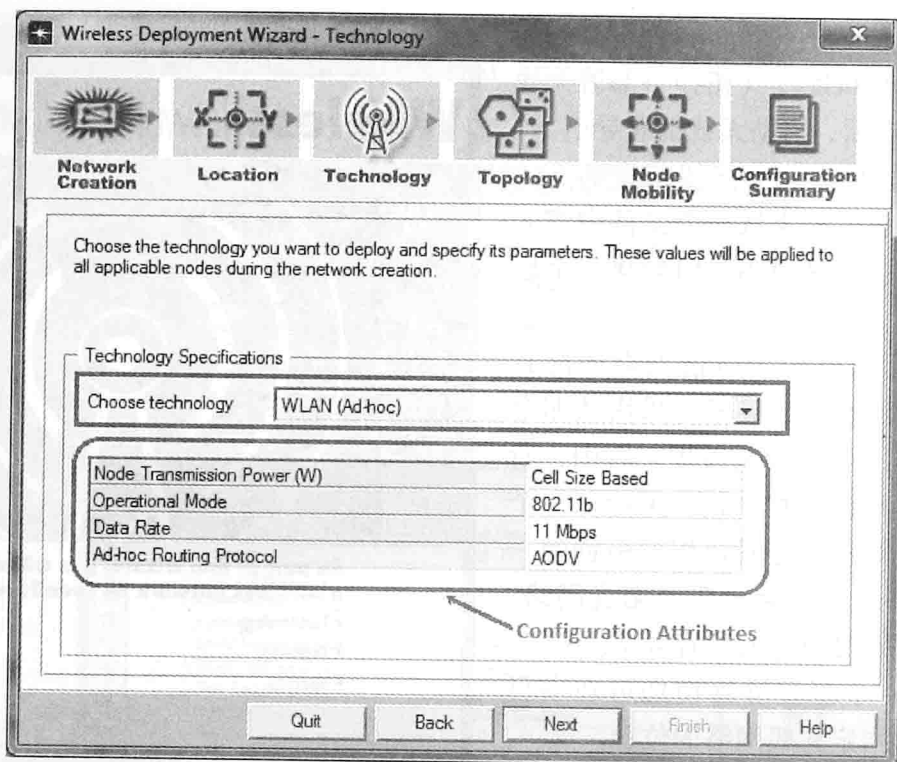 Wireless Deployment Wizard - Technology
X
X Y
Network Creation
Location
Technology
Topology
Node Mobility
Configuration Summary
Choose the technology you want to deploy and specify its parameters. These values will be applied to
all applicable nodes during the network creation.
Technology Specifications
Choose technology WLAN (Ad-hoc)
Node Transmission Power (W) Cell Size Based
Operational Mode 802.11b
Data Rate 11 Mbps
Ad-hoc Routing Protocol AODV
Configuration Attributes
Quit Back Next Finish Help